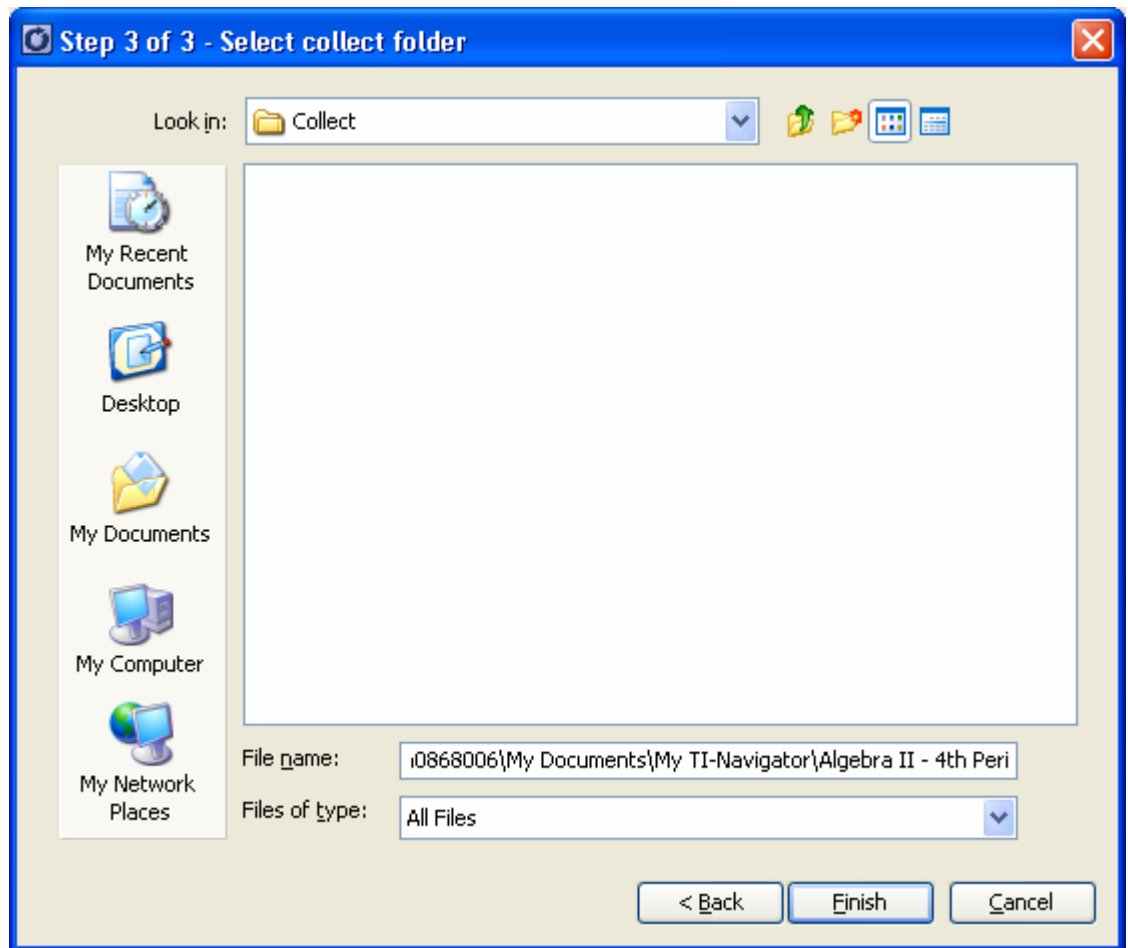 Step 3 of 3 - Select collect folder
Look in:
Collect
My Recent
Documents
Desktop
My Documents
My Computer
My Network
Places
File name:
0868006\My Documents\My TI-Navigator\Algebra II - 4th Peri
Files of type:
All Files
< Back
Finish
Cancel